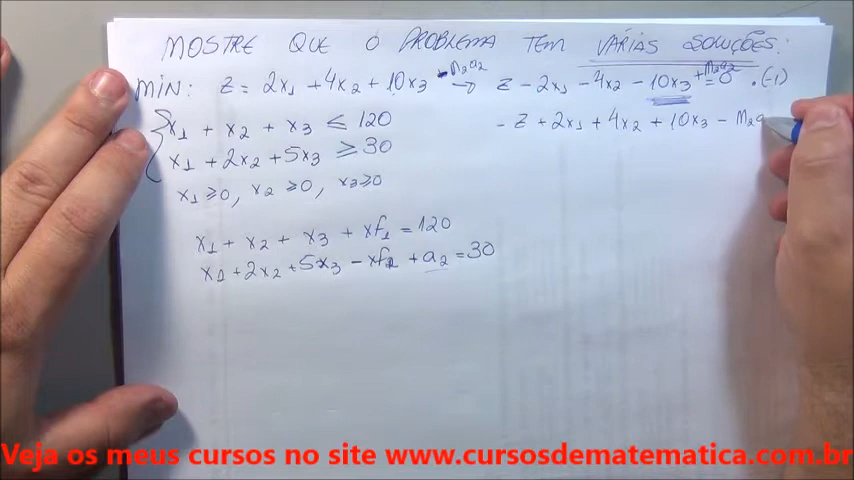 MOSTRE QUE O PROBLEMA TEM VÁRIAS SOLUÇÕES:
MIN: Z = 2x₁ + 4x₂ + 10x₃ - M₂a₂ → Z - 2x₁ - 4x₂ - 10x₃ + M₂a₂ = 0 .(-1)
x₁ + x₂ + x₃ ≤ 120
- Z + 2x₁ + 4x₂ + 10x₃ - M₂a
x₁ + 2x₂ + 5x₃ ≥ 30
x₁ ≥ 0, x₂ ≥ 0, x₃ ≥ 0
x₁ + x₂ + x₃ + xf₁ = 120
x₁ + 2x₂ + 5x₃ - xf₂ + a₂ = 30
Veja os meus cursos no site www.cursosdematematica.com.br